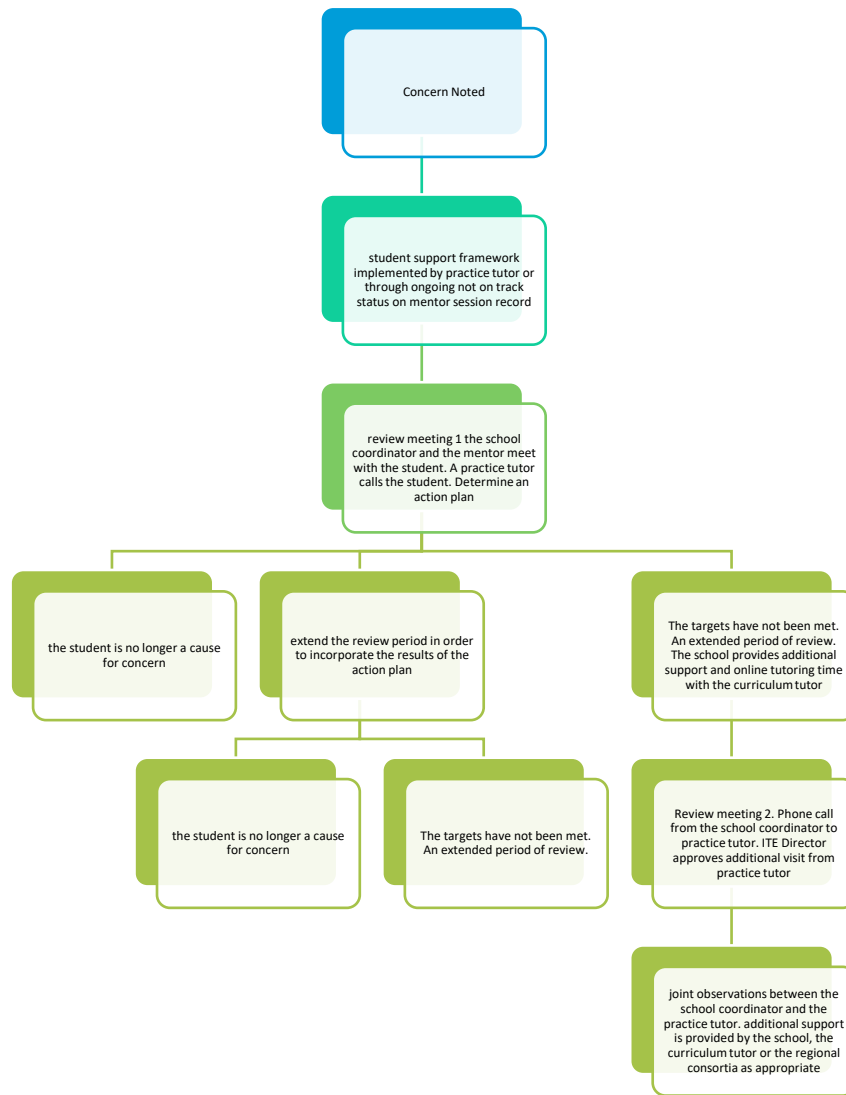 Concern Noted
student support framework
implemented by practice tutor or
through ongoing not on track
status on mentor session record
review meeting 1 the school
coordinator and the mentor meet
with the student. A practice tutor
calls the student. Determine an
action plan
the student is no longer a cause
for concern
extend the review period in order
to incorporate the results of the
action plan
The targets have not been met.
An extended period of review.
The school provides additional
support and online tutoring time
with the curriculum tutor
the student is no longer a cause
for concern
The targets have not been met.
An extended period of review.
Review meeting 2. Phone call
from the school coordinator to
practice tutor. ITE Director
approves additional visit from
practice tutor
joint observations between the
school coordinator and the
practice tutor. additional support
is provided by the school, the
curriculum tutor or the regional
consortia as appropriate